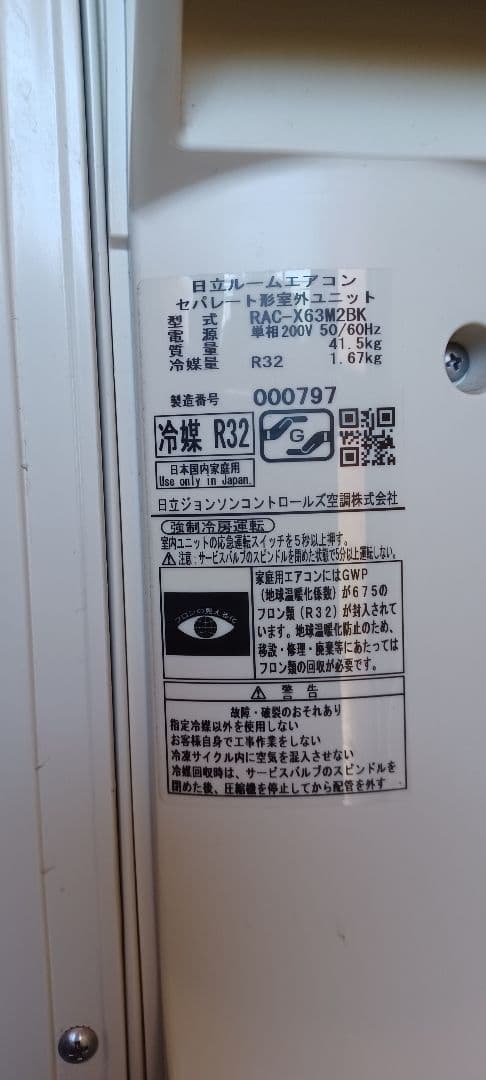 日立ルームエアコン
セパレート形室外ユニット
型式 RAC-X63M2BK
電源 単相200V 50/60Hz
質量 41.5kg
冷媒量 R32 1.67kg
製造番号 000797
冷媒 R32
G
日本国内家庭用
Use only in Japan.
日立ジョンソンコントロールズ空調株式会社
強制冷房運転
室内ユニットの応急運転スイッチを5秒以上押す。
注意:サービスバルブのスピンドルを閉めた状態で5分以上運転しない。
フロンの見える化
家庭用エアコンにはGWP
(地球温暖化係数)が675の
フロン類(R32)が封入されて
います。地球温暖化防止のため、
移設・修理・廃棄等にあたっては
フロン類の回収が必要です。
警告
故障・破裂のおそれあり
指定冷媒以外を使用しない
お客様自身で工事作業をしない
冷凍サイクル内に空気を混入させない
冷媒回収時は、サービスバルブのスピンドルを
閉めた後、圧縮機を停止してから配管を外す